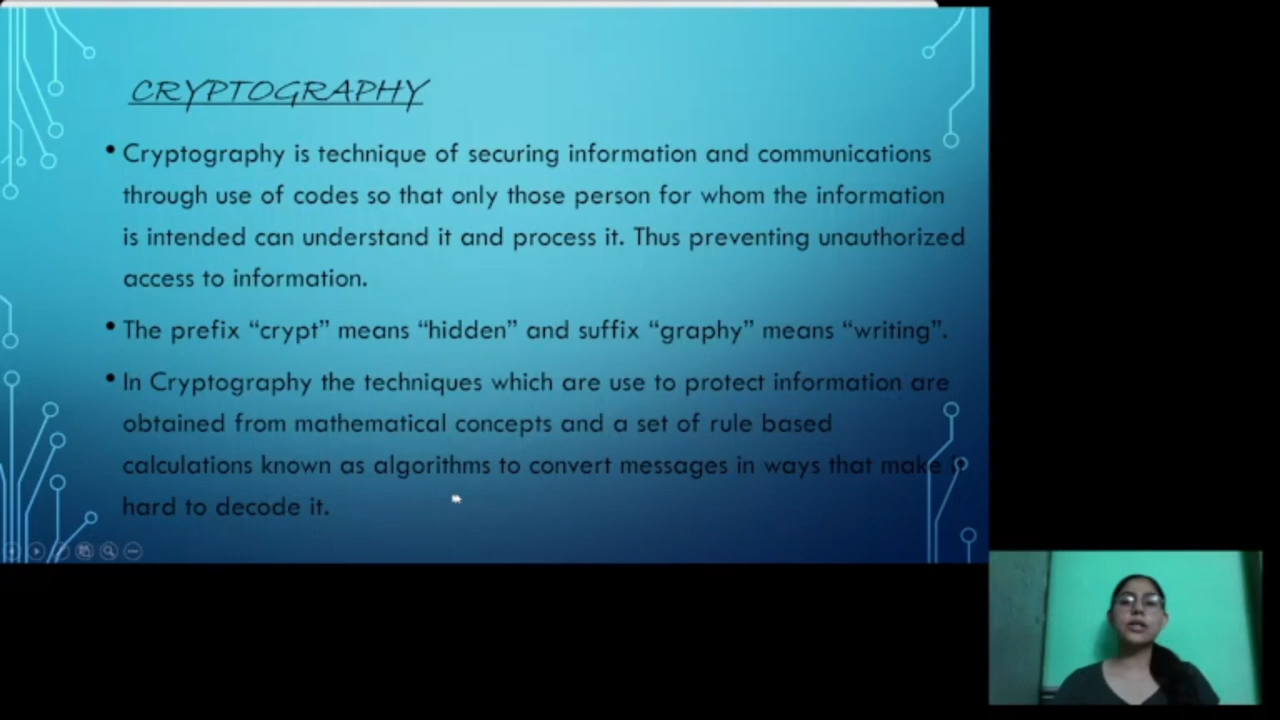 CRYPTOGRAPHY
• Cryptography is technique of securing information and communications
through use of codes so that only those person for whom the information
is intended can understand it and process it. Thus preventing unauthorized
access to information.
• The prefix “crypt” means “hidden” and suffix “graphy” means “writing”.
• In Cryptography the techniques which are use to protect information are
obtained from mathematical concepts and a set of rule based
calculations known as algorithms to convert messages in ways that make it
hard to decode it.